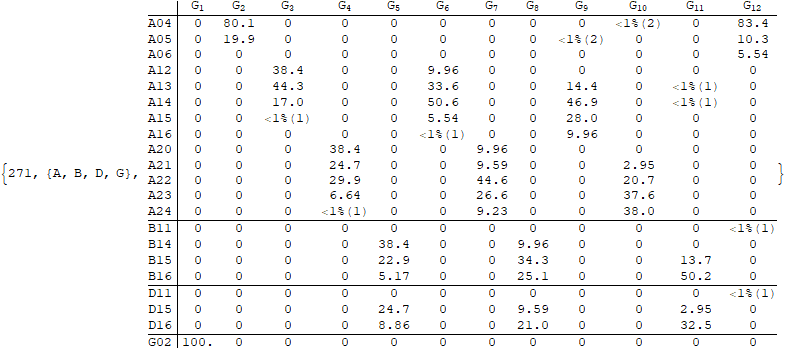 G1 G2 G3 G4 G5 G6 G7 G8 G9 G10 G11 G12
A04 0 80.1 0 0 0 0 0 0 0 <1%(2) 0 83.4
A05 0 19.9 0 0 0 0 0 0 <1%(2) 0 0 10.3
A06 0 0 0 0 0 0 0 0 0 0 0 5.54
A12 0 0 38.4 0 0 9.96 0 0 0 0 0 0
A13 0 0 44.3 0 0 33.6 0 0 14.4 0 <1%(1) 0
A14 0 0 17.0 0 0 50.6 0 0 46.9 0 <1%(1) 0
A15 0 0 <1%(1) 0 0 5.54 0 0 28.0 0 0 0
A16 0 0 0 0 0 <1%(1) 0 0 9.96 0 0 0
A20 0 0 0 38.4 0 0 9.96 0 0 0 0 0
A21 0 0 0 24.7 0 0 9.59 0 0 2.95 0 0
{271, {A, B, D, G}, A22 0 0 0 29.9 0 0 44.6 0 0 20.7 0 0 }
A23 0 0 0 6.64 0 0 26.6 0 0 37.6 0 0
A24 0 0 0 <1%(1) 0 0 9.23 0 0 38.0 0 0
B11 0 0 0 0 0 0 0 0 0 0 0 <1%(1)
B14 0 0 0 0 38.4 0 0 9.96 0 0 0 0
B15 0 0 0 0 22.9 0 0 34.3 0 0 13.7 0
B16 0 0 0 0 5.17 0 0 25.1 0 0 50.2 0
D11 0 0 0 0 0 0 0 0 0 0 0 <1%(1)
D15 0 0 0 0 24.7 0 0 9.59 0 0 2.95 0
D16 0 0 0 0 8.86 0 0 21.0 0 0 32.5 0
G02 100. 0 0 0 0 0 0 0 0 0 0 0